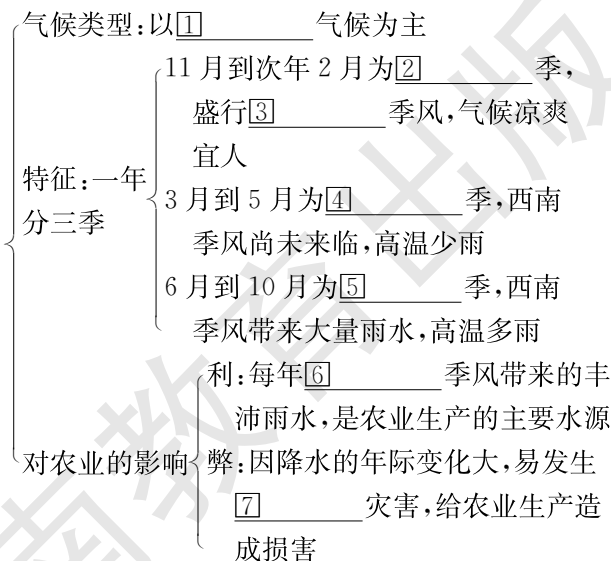 气候类型:以1________气候为主
11月到次年2月为2________季,
盛行3________季风,气候凉爽
宜人
特征:一年
分三季
3月到5月为4________季,西南
季风尚未来临,高温少雨
6月到10月为5________季,西南
季风带来大量雨水,高温多雨
利:每年6________季风带来的丰
沛雨水,是农业生产的主要水源
对农业的影响
弊:因降水的年际变化大,易发生
7________灾害,给农业生产造
成损害
南教育出版